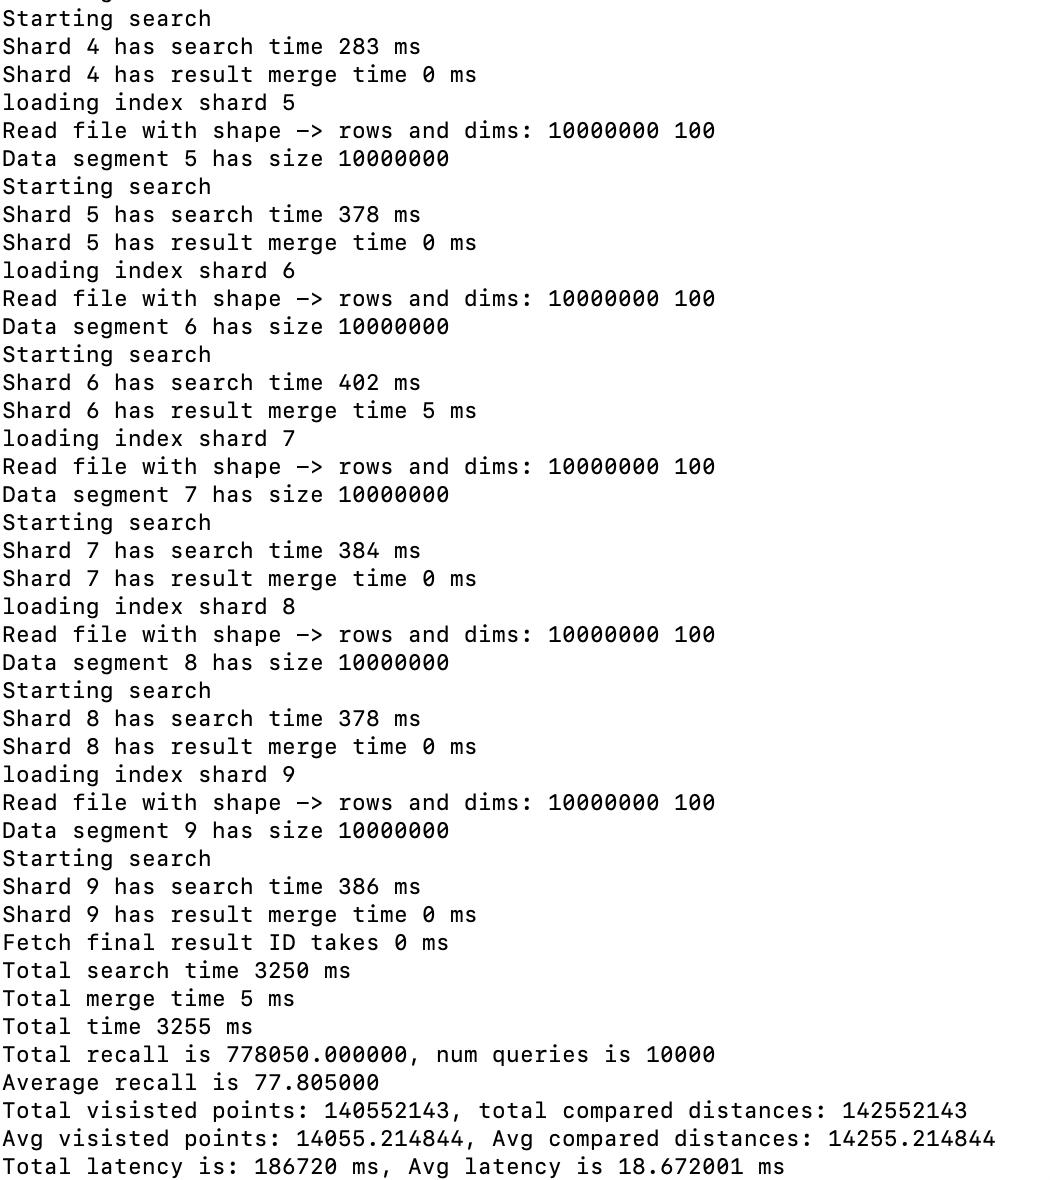 Starting search
Shard 4 has search time 283 ms
Shard 4 has result merge time 0 ms
loading index shard 5
Read file with shape -> rows and dims: 10000000 100
Data segment 5 has size 10000000
Starting search
Shard 5 has search time 378 ms
Shard 5 has result merge time 0 ms
loading index shard 6
Read file with shape -> rows and dims: 10000000 100
Data segment 6 has size 10000000
Starting search
Shard 6 has search time 402 ms
Shard 6 has result merge time 5 ms
loading index shard 7
Read file with shape -> rows and dims: 10000000 100
Data segment 7 has size 10000000
Starting search
Shard 7 has search time 384 ms
Shard 7 has result merge time 0 ms
loading index shard 8
Read file with shape -> rows and dims: 10000000 100
Data segment 8 has size 10000000
Starting search
Shard 8 has search time 378 ms
Shard 8 has result merge time 0 ms
loading index shard 9
Read file with shape -> rows and dims: 10000000 100
Data segment 9 has size 10000000
Starting search
Shard 9 has search time 386 ms
Shard 9 has result merge time 0 ms
Fetch final result ID takes 0 ms
Total search time 3250 ms
Total merge time 5 ms
Total time 3255 ms
Total recall is 778050.000000, num queries is 10000
Average recall is 77.805000
Total visisted points: 140552143, total compared distances: 142552143
Avg visisted points: 14055.214844, Avg compared distances: 14255.214844
Total latency is: 186720 ms, Avg latency is 18.672001 ms